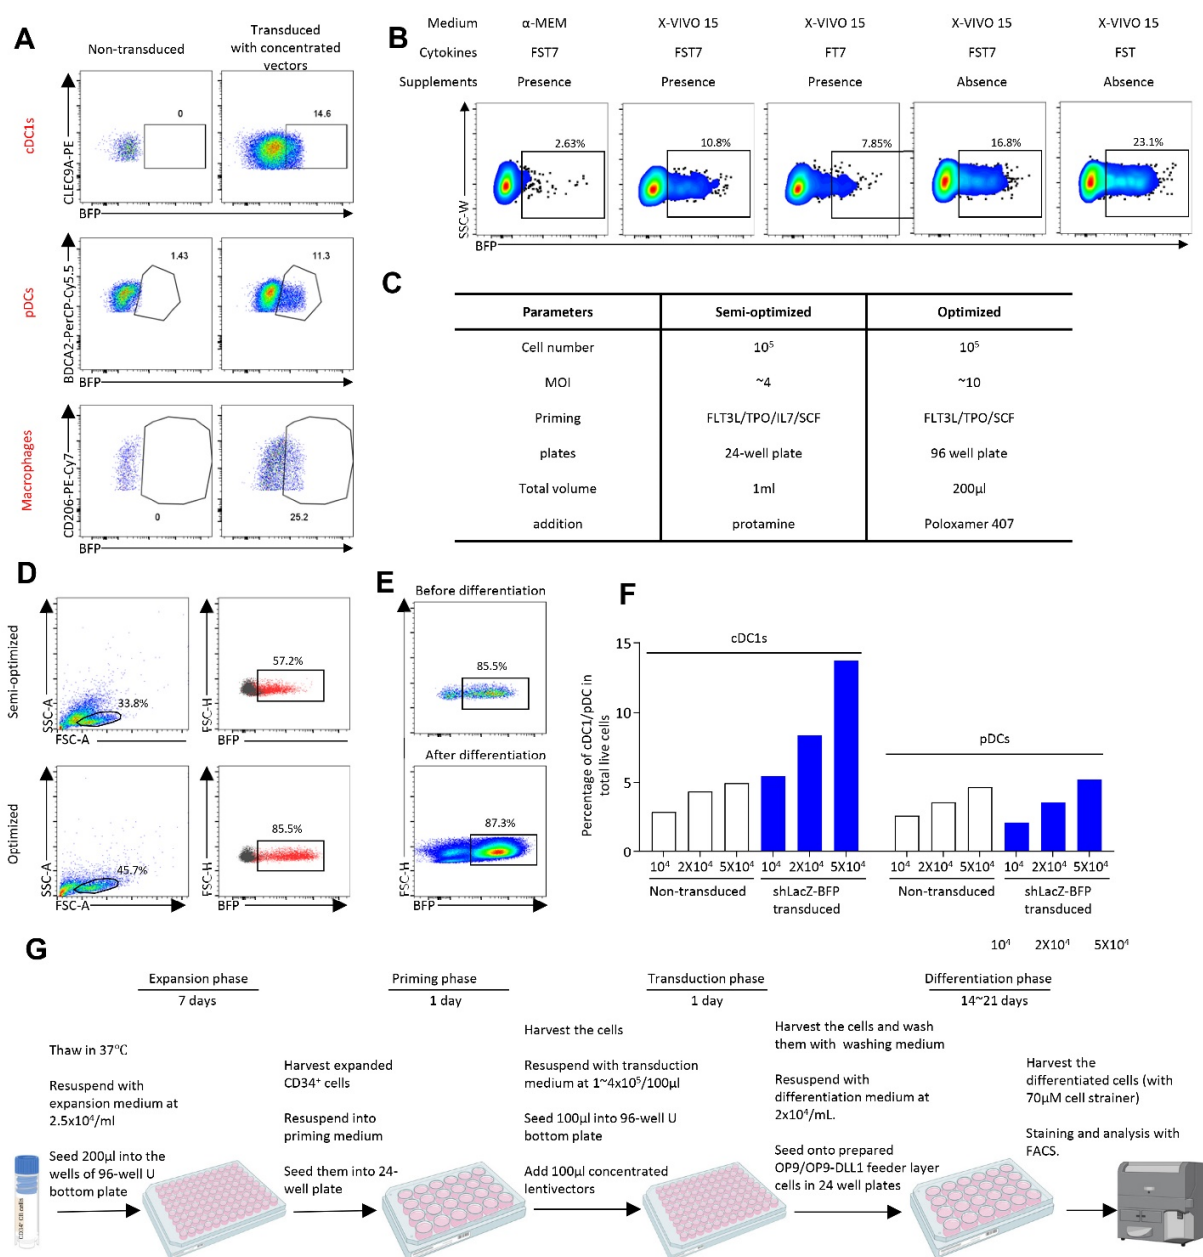 A
Non-transduced
Transduced
with concentrated
vectors
cDC1s
CLEC9A-PE
0
14.6
BFP
pDCs
BDCA2-PerCP-Cy5.5
1.43
11.3
BFP
Macrophages
CD206-PE-Cy7
0
25.2
BFP
B
Medium α-MEM X-VIVO 15 X-VIVO 15 X-VIVO 15 X-VIVO 15
Cytokines FST7 FST7 FT7 FST7 FST
Supplements Presence Presence Presence Absence Absence
SSC-W
2.63% 10.8% 7.85% 16.8% 23.1%
BFP
C
Parameters Semi-optimized Optimized
Cell number 10⁵ 10⁵
MOI ~4 ~10
Priming FLT3L/TPO/IL7/SCF FLT3L/TPO/SCF
plates 24-well plate 96 well plate
Total volume 1ml 200µl
addition protamine Poloxamer 407
D
Semi-optimized
SSC-A
33.8%
FSC-A
FSC-H
57.2%
BFP
Optimized
SSC-A
45.7%
FSC-A
FSC-H
85.5%
BFP
E
Before differentiation
85.5%
After differentiation
87.3%
FSC-H
BFP
F
Percentage of cDC1/pDC in
total live cells
15
10
5
0
cDC1s
pDCs
10⁴ 2X10⁴ 5X10⁴ 10⁴ 2X10⁴ 5X10⁴ 10⁴ 2X10⁴ 5X10⁴ 10⁴ 2X10⁴ 5X10⁴
Non-transduced shLacZ-BFP
transduced
Non-transduced shLacZ-BFP
transduced
10⁴ 2X10⁴ 5X10⁴
G
Expansion phase
7 days
Priming phase
1 day
Transduction phase
1 day
Differentiation phase
14~21 days
Thaw in 37℃
Resuspend with
expansion medium at
2.5x10⁴/ml
Seed 200µl into the
wells of 96-well U
bottom plate
CD34⁺ CB cells
Harvest expanded
CD34⁺ cells
Resuspend into
priming medium
Seed them into 24-
well plate
Harvest the cells
Resuspend with transduction
medium at 1~4x10⁵/100µl
Seed 100µl into 96-well U
bottom plate
Add 100µl concentrated
lentivectors
Harvest the cells and wash
them with washing medium
Resuspend with
differentiation medium at
2x10⁴/mL.
Seed onto prepared
OP9/OP9-DLL1 feeder layer
cells in 24 well plates
Harvest the
differentiated cells (with
70µM cell strainer)
Staining and analysis with
FACS.